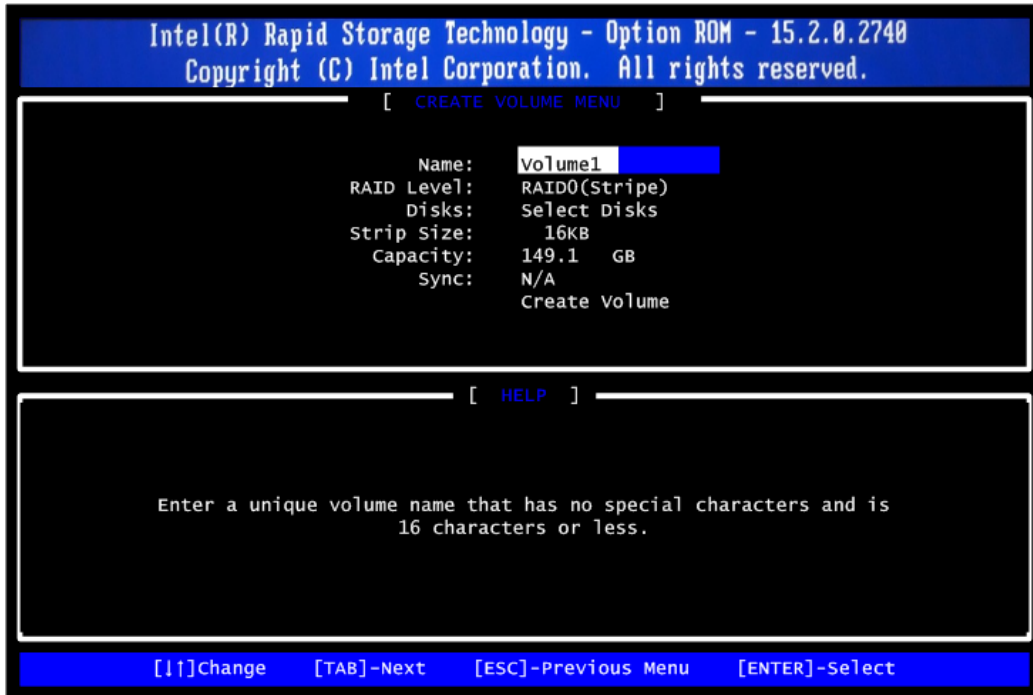 Intel(R) Rapid Storage Technology - Option ROM - 15.2.0.2740
Copyright (C) Intel Corporation. All rights reserved.
[ CREATE VOLUME MENU ]
Name: Volume1
RAID Level: RAID0(Stripe)
Disks: Select Disks
Strip Size: 16KB
Capacity: 149.1 GB
Sync: N/A
Create Volume
[ HELP ]
Enter a unique volume name that has no special characters and is
16 characters or less.
[↓↑]Change [TAB]-Next [ESC]-Previous Menu [ENTER]-Select